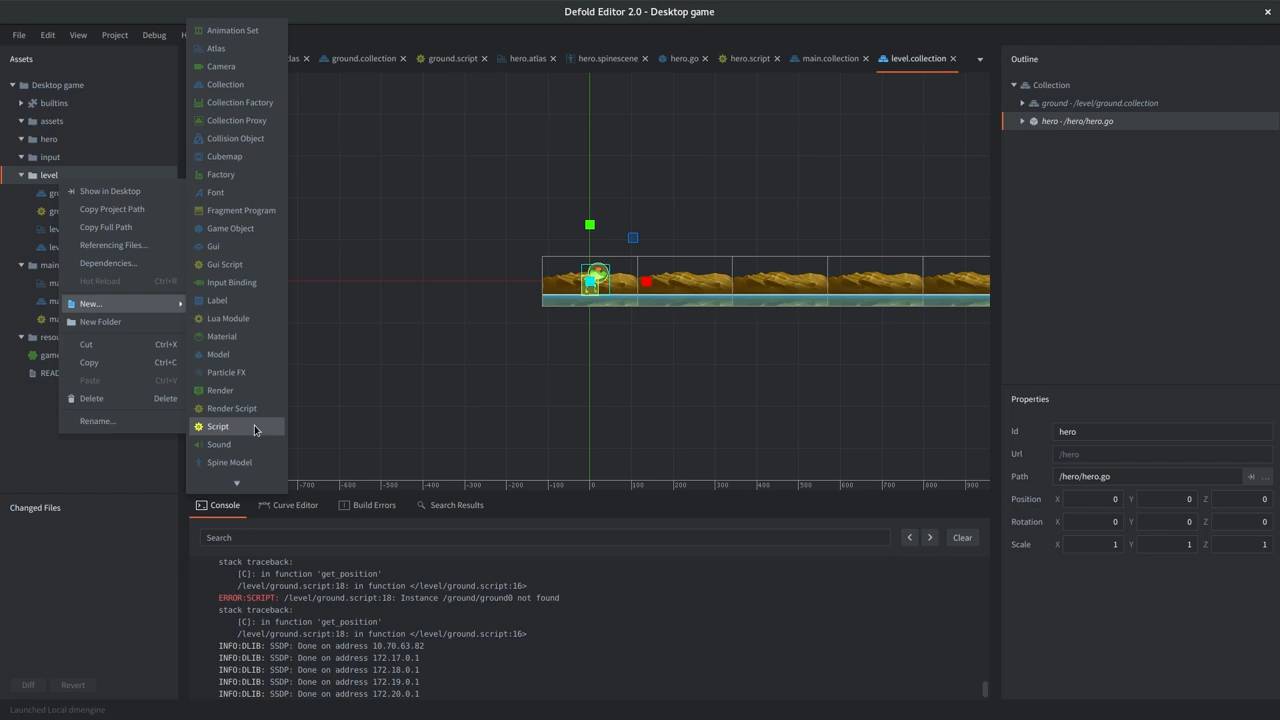 Defold Editor 2.0 - Desktop game
File Edit View Project Debug
Assets
Desktop game
builtins
assets
hero
input
level
main
Show in Desktop
Copy Project Path
Copy Full Path
Referencing Files...
Dependencies...
Hot Reload Ctrl+R
New...
New Folder
Cut Ctrl+X
Copy Ctrl+C
Paste Ctrl+V
Delete Delete
Rename...
Animation Set
Atlas
Camera
Collection
Collection Factory
Collection Proxy
Collision Object
Cubemap
Factory
Font
Fragment Program
Game Object
Gui
Gui Script
Input Binding
Label
Lua Module
Material
Model
Particle FX
Render
Render Script
Script
Sound
Spine Model
ground.collection ground.script hero.atlas hero.spinescene hero.go hero.script main.collection level.collection
-700 -600 -500 -400 -300 -200 -100 0 100 200 300 400 500 600 700 800 900
Console Curve Editor Build Errors Search Results
Search Clear
stack traceback:
[C]: in function 'get_position'
/level/ground.script:18: in function </level/ground.script:16>
ERROR:SCRIPT: /level/ground.script:18: Instance /ground/ground0 not found
stack traceback:
[C]: in function 'get_position'
/level/ground.script:18: in function </level/ground.script:16>
INFO:DLIB: SSDP: Done on address 10.70.63.82
INFO:DLIB: SSDP: Done on address 172.17.0.1
INFO:DLIB: SSDP: Done on address 172.18.0.1
INFO:DLIB: SSDP: Done on address 172.19.0.1
INFO:DLIB: SSDP: Done on address 172.20.0.1
Outline
Collection
ground - /level/ground.collection
hero - /hero/hero.go
Properties
Id hero
Url /hero
Path /hero/hero.go ...
Position X 0 Y 0 Z 0
Rotation X 0 Y 0 Z 0
Scale X 1 Y 1 Z 1
Changed Files
Diff Revert
Launched Local dmengine